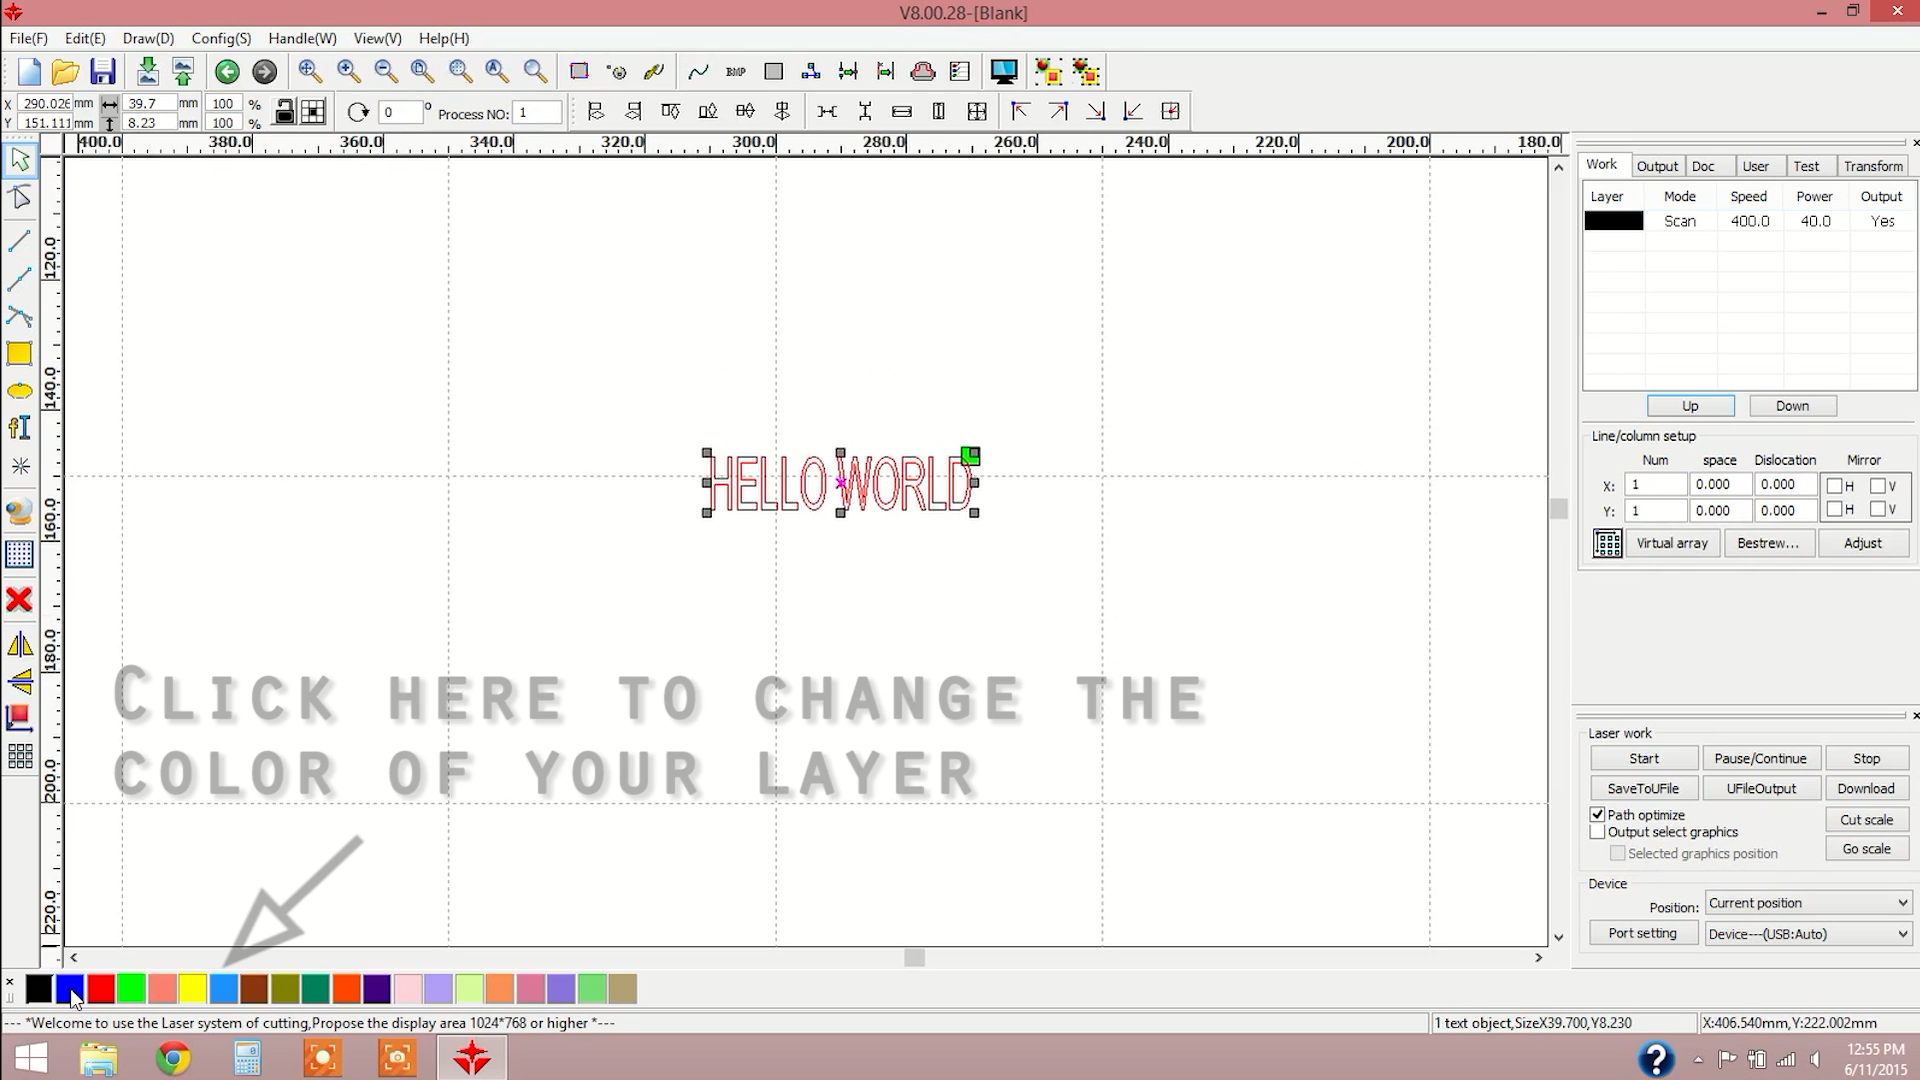 V8.00.28-[Blank]
File(F) Edit(E) Draw(D) Config(S) Handle(W) View(V) Help(H)
BMP
X 290.026 mm 39.7 mm 100 %
Y 151.111 mm 8.23 mm 100 %
0 ° Process NO: 1
400.0 380.0 360.0 340.0 320.0 300.0 280.0 260.0 240.0 220.0 200.0 180.0
120.0
140.0
160.0
180.0
200.0
220.0
HELLO WORLD
Click here to change the
color of your layer
Work Output Doc User Test Transform
Layer Mode Speed Power Output
Scan 400.0 40.0 Yes
Up Down
Line/column setup
Num space Dislocation Mirror
X: 1 0.000 0.000 H V
Y: 1 0.000 0.000 H V
Virtual array Bestrew... Adjust
Laser work
Start Pause/Continue Stop
SaveToUFile UFileOutput Download
Path optimize Cut scale
Output select graphics
Selected graphics position Go scale
Device
Position: Current position
Port setting Device---(USB:Auto)
--- *Welcome to use the Laser system of cutting,Propose the display area 1024*768 or higher *---
1 text object,SizeX39.700,Y8.230 X:406.540mm,Y:222.002mm
12:55 PM
6/11/2015